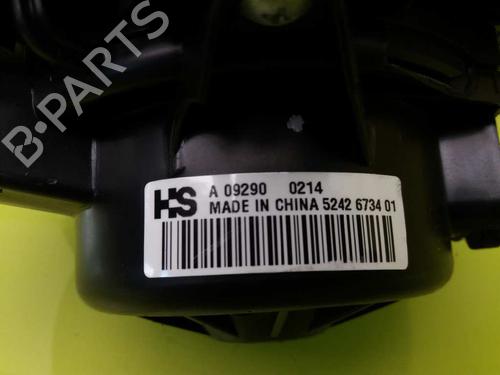 B-PARTS
HS A 09290 0214
MADE IN CHINA 5242 6734 01